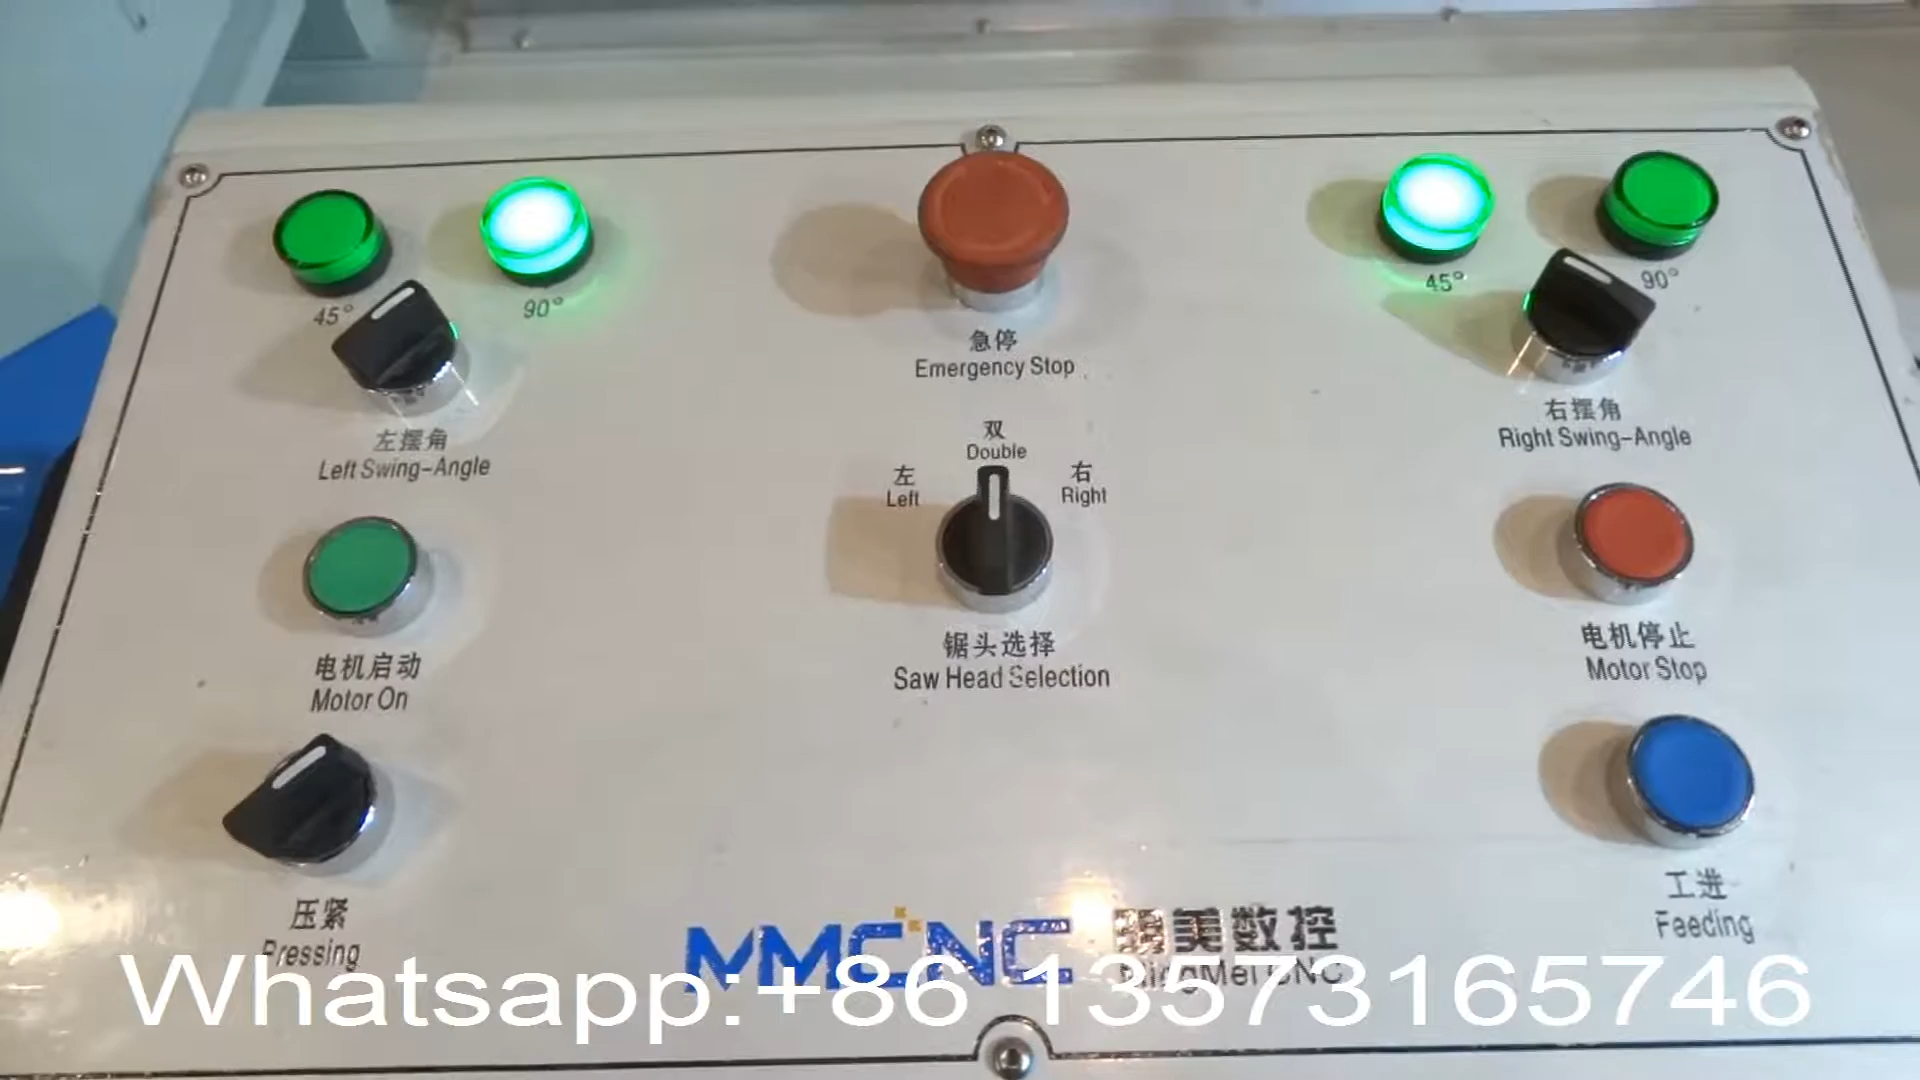 45°
90°
45°
90°
急停
Emergency Stop
左摆角
Left Swing-Angle
右摆角
Right Swing-Angle
双
Double
左
Left
右
Right
锯头选择
Saw Head Selection
电机启动
Motor On
电机停止
Motor Stop
压紧
Pressing
工进
Feeding
MMCNC
美数控
MingMei CNC
Whatsapp:+86 13573165746